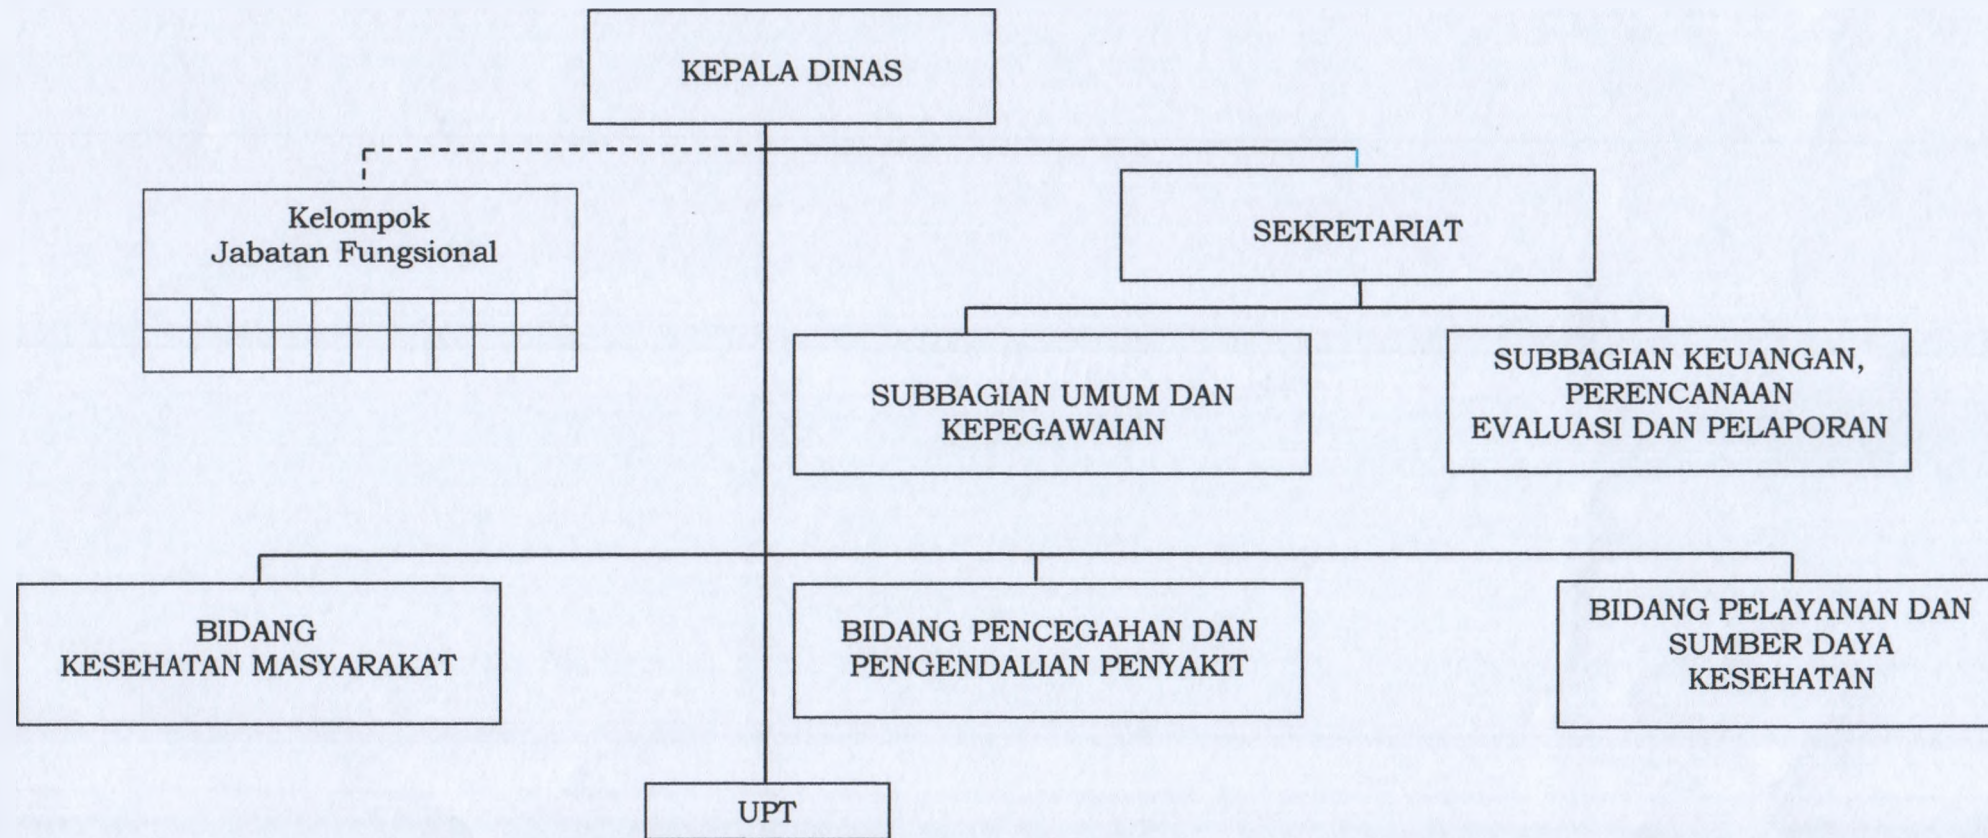 KEPALA DINAS
Kelompok
Jabatan Fungsional
SEKRETARIAT
SUBBAGIAN UMUM DAN
KEPEGAWAIAN
SUBBAGIAN KEUANGAN,
PERENCANAAN
EVALUASI DAN PELAPORAN
BIDANG
KESEHATAN MASYARAKAT
BIDANG PENCEGAHAN DAN
PENGENDALIAN PENYAKIT
BIDANG PELAYANAN DAN
SUMBER DAYA
KESEHATAN
UPT